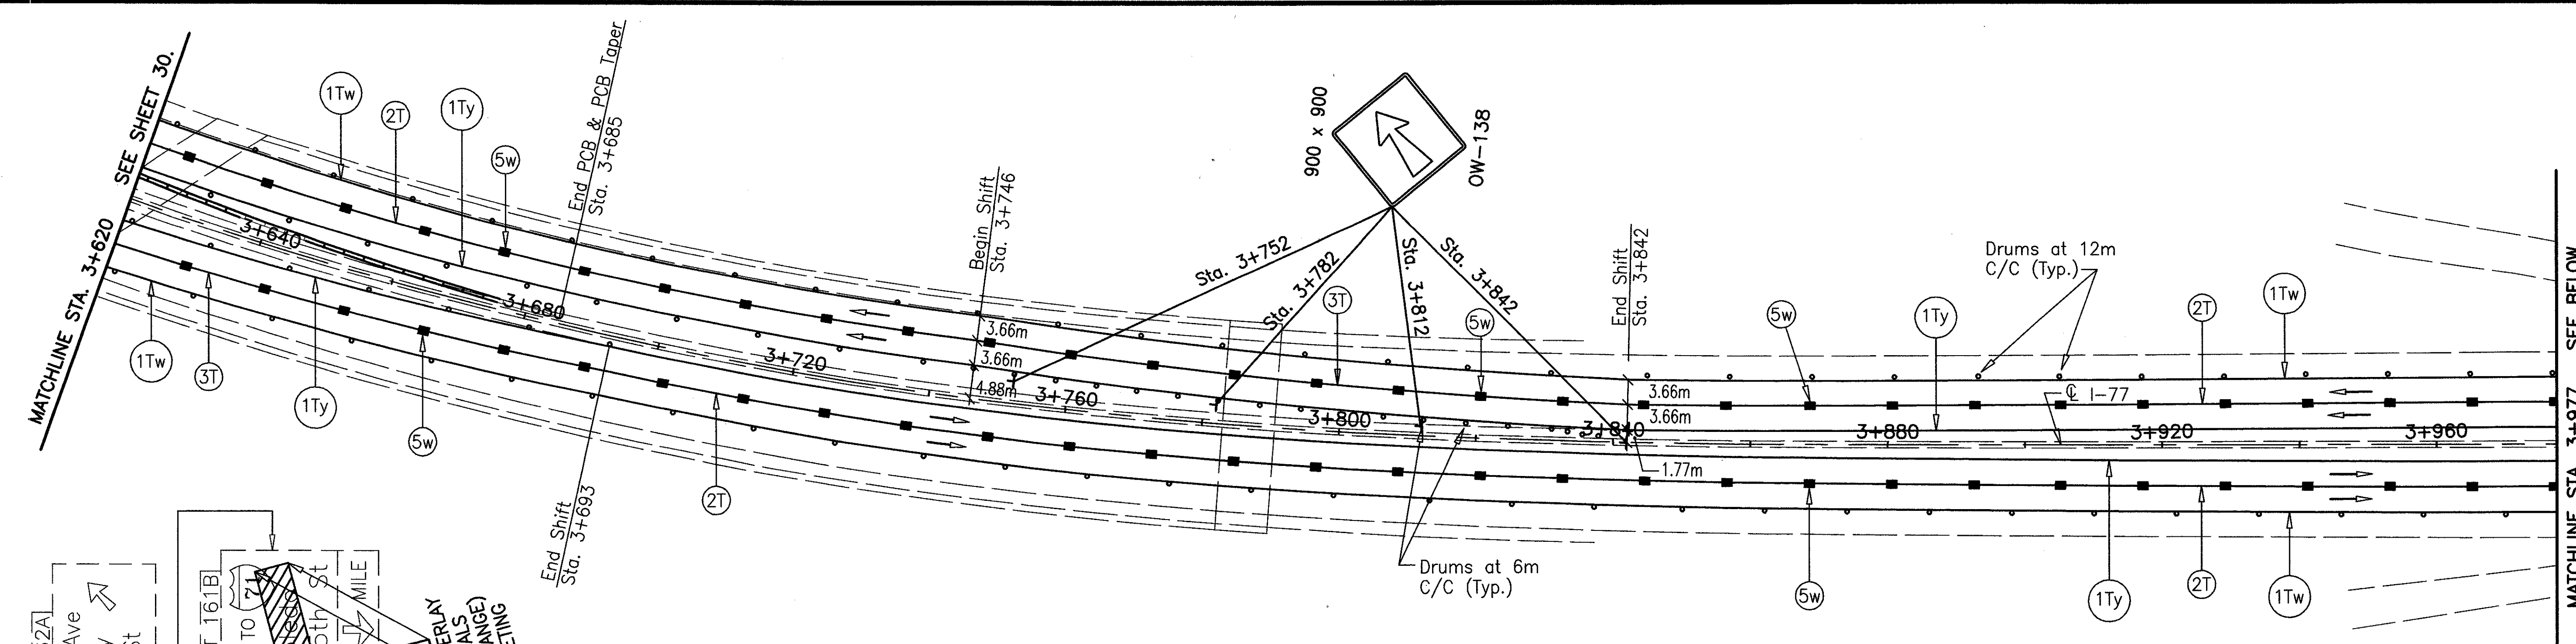 MATCHLINE STA. 3+620
SEE SHEET 30.
1Tw
2T
1Ty
5w
End PCB & PCB Taper
Sta. 3+685
3+640
3+680
1Tw
3T
1Ty
5w
End Shift
Sta. 3+693
2T
3+720
Begin Shift
Sta. 3+746
3.66m
3.66m
4.88m
3+760
900 x 900
OW-138
Sta. 3+752
Sta. 3+782
Sta. 3+812
Sta. 3+842
3T
5w
3+800
Drums at 6m
C/C (Typ.)
End Shift
Sta. 3+842
3.66m
3.66m
3+840
1.77m
5w
1Ty
Drums at 12m
C/C (Typ.)
2T
1Tw
℄ I-77
3+880
3+920
3+960
5w
1Ty
2T
1Tw
MATCHLINE STA. 3+977
SEE BELOW
Ave
161B
TO
71
St
MILE